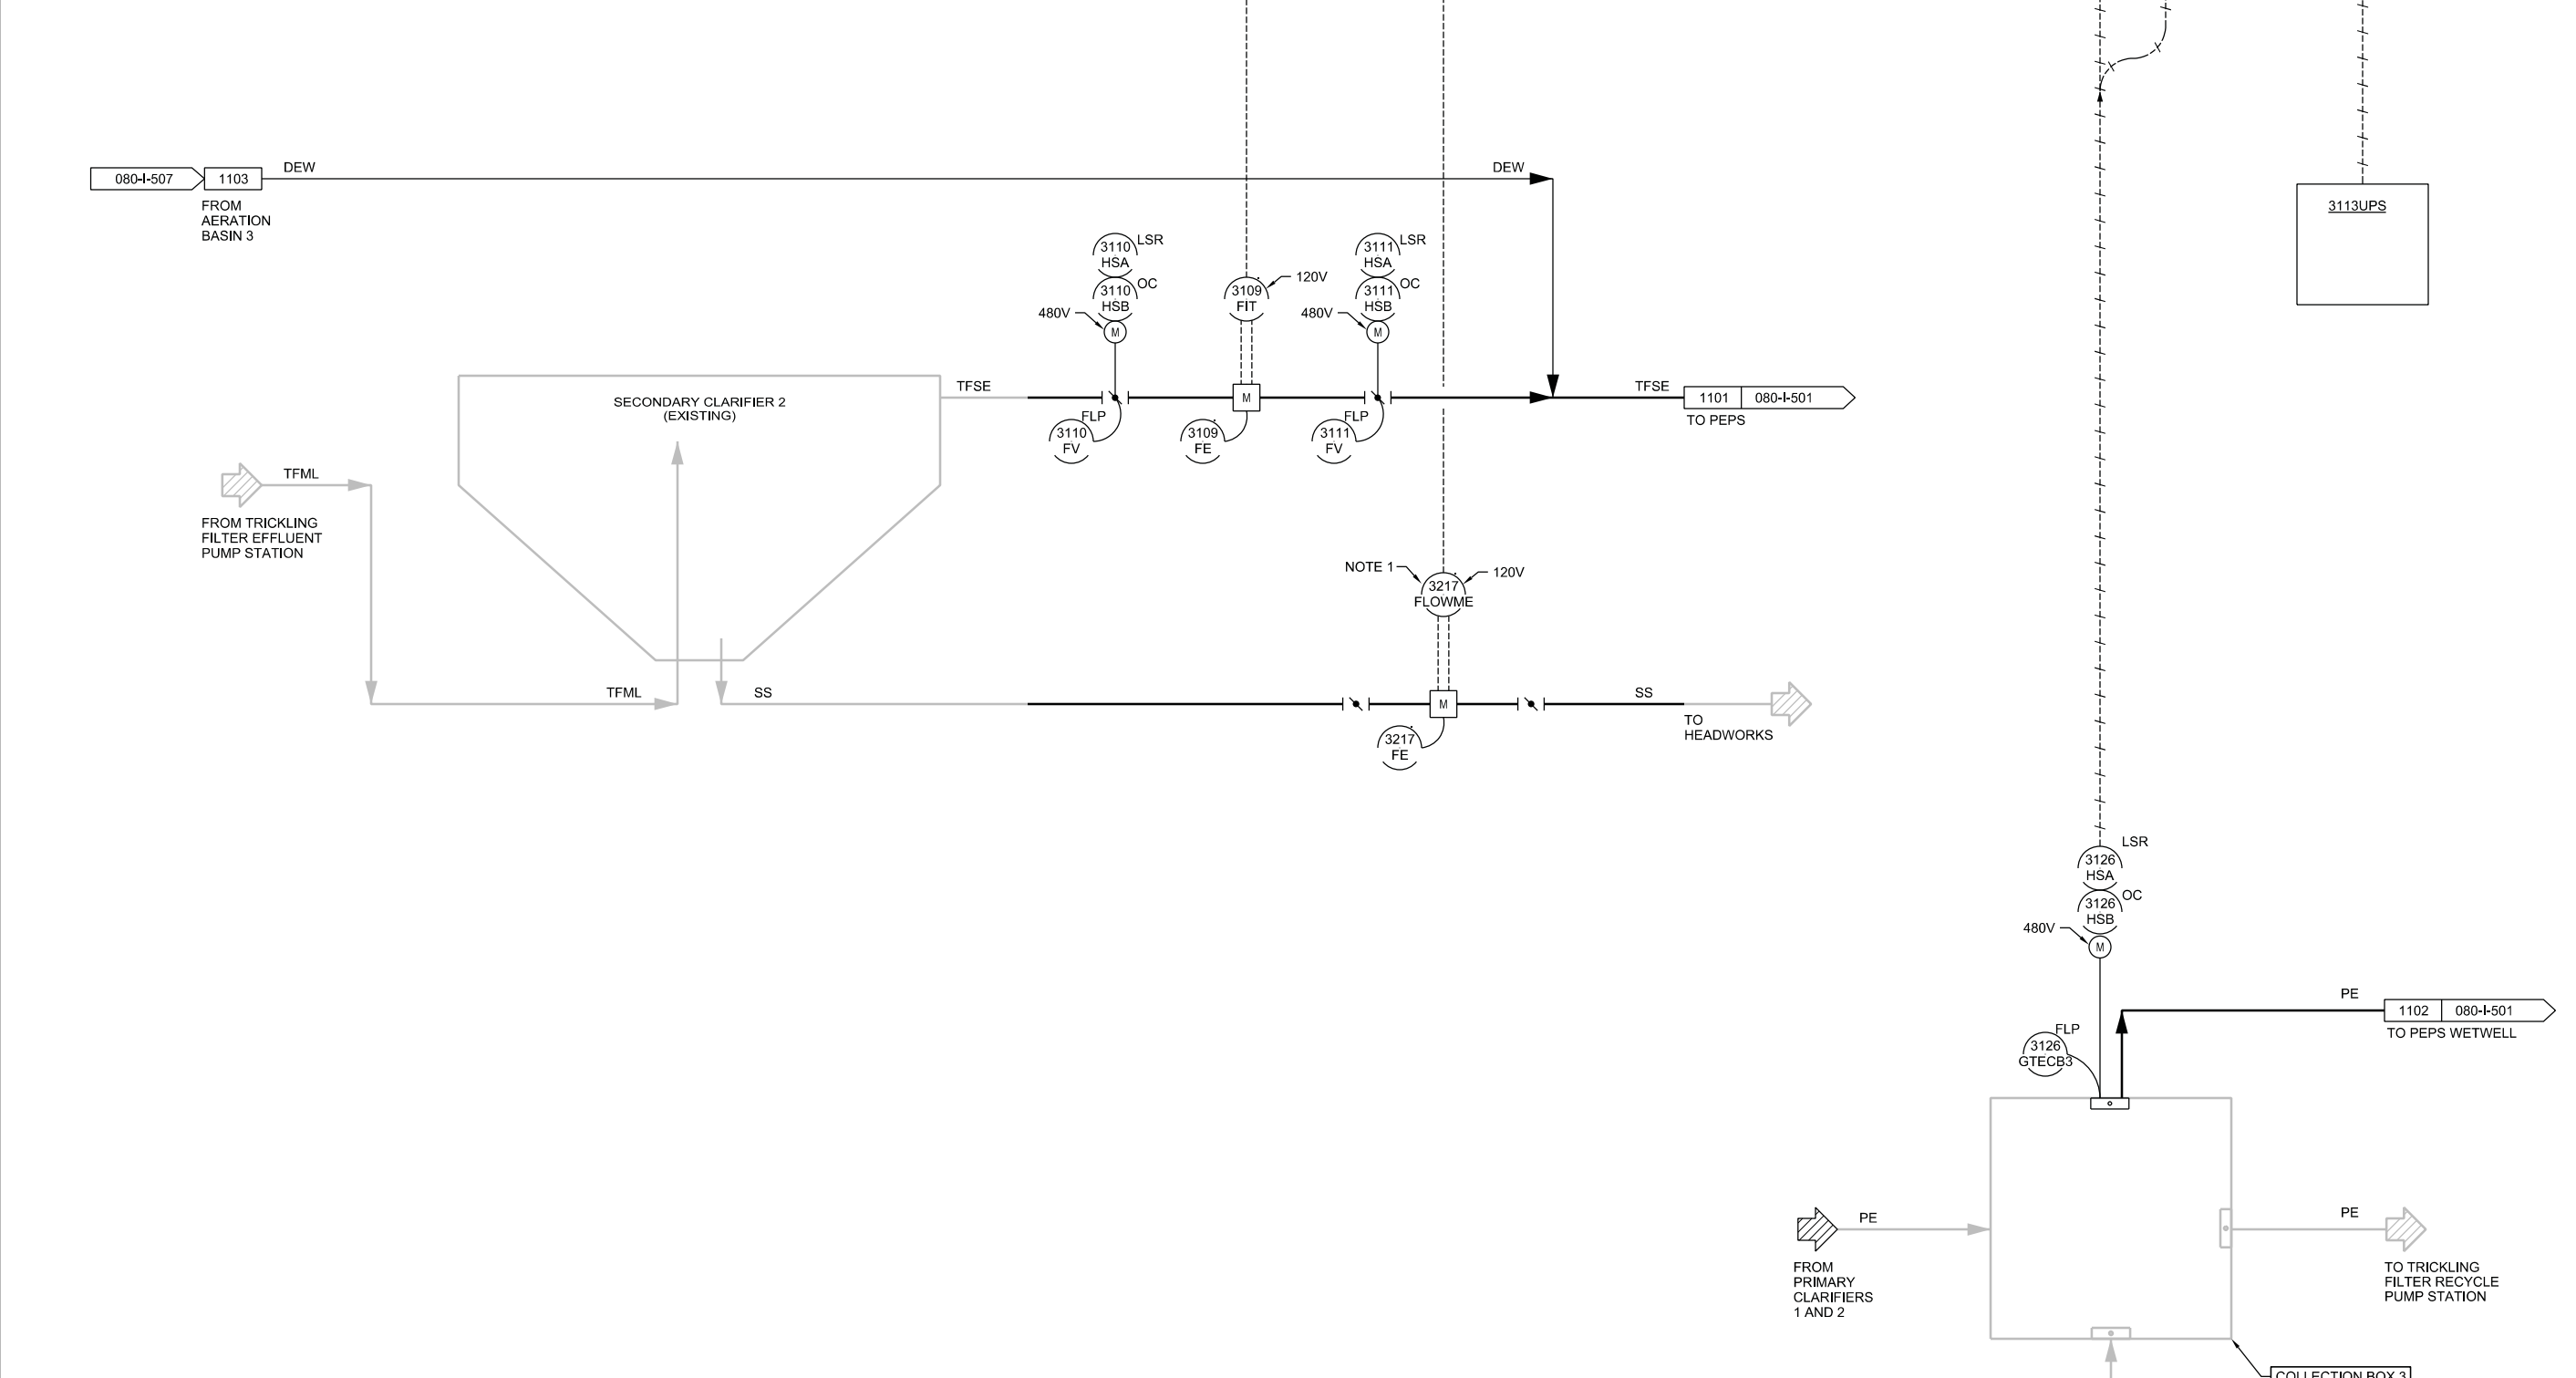 DEW
DEW
080-I-507
1103
FROM
AERATION
BASIN 3
3113UPS
3110
HSA
LSR
3110
HSB
OC
480V
M
3109
FIT
120V
3111
HSA
LSR
3111
HSB
OC
480V
M
SECONDARY CLARIFIER 2
(EXISTING)
TFSE
M
TFSE
1101
080-I-501
TO PEPS
FLP
3110
FV
3109
FE
FLP
3111
FV
TFML
FROM TRICKLING
FILTER EFFLUENT
PUMP STATION
NOTE 1
3217
FLOWME
120V
TFML
SS
M
SS
TO
HEADWORKS
3217
FE
3126
HSA
LSR
3126
HSB
OC
480V
M
PE
1102
080-I-501
TO PEPS WETWELL
FLP
3126
GTECB3
PE
FROM
PRIMARY
CLARIFIERS
1 AND 2
PE
TO TRICKLING
FILTER RECYCLE
PUMP STATION
COLLECTION BOX 3